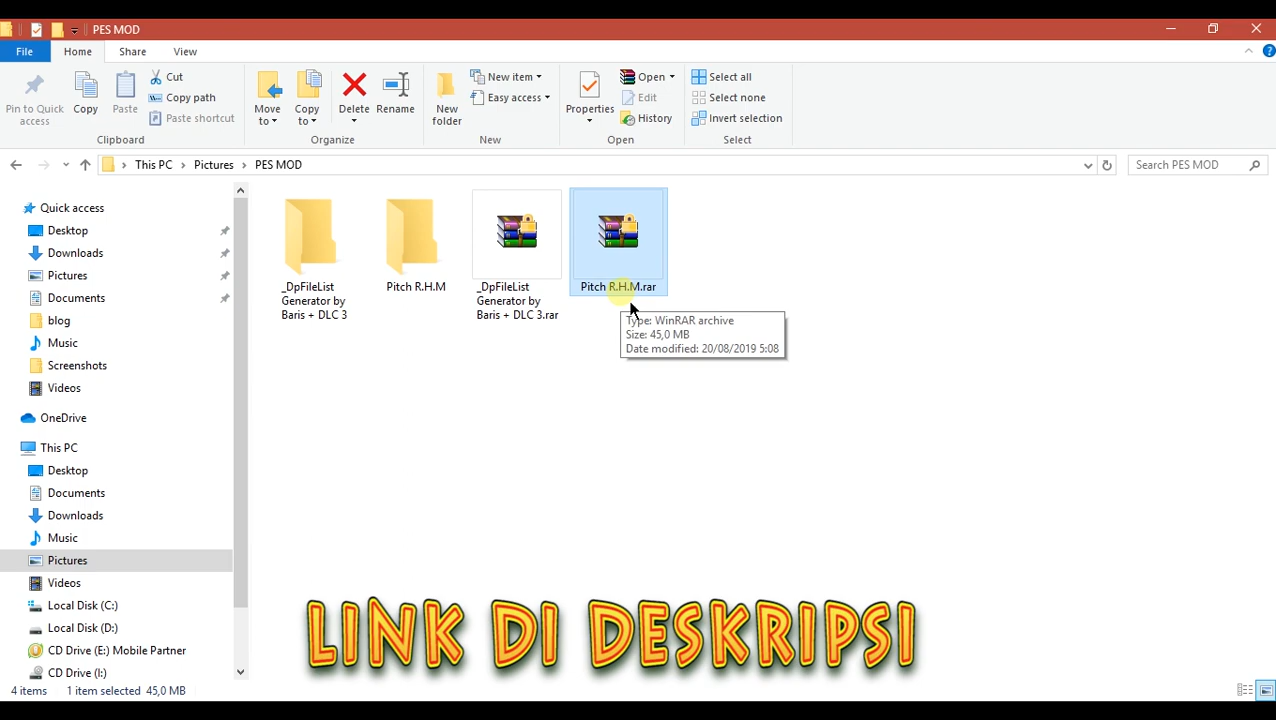 PES MOD
File Home Share View
Pin to Quick access
Copy
Paste
Cut
Copy path
Paste shortcut
Move to
Copy to
Delete
Rename
New folder
New item
Easy access
Properties
Open
Edit
History
Select all
Select none
Invert selection
Clipboard Organize New Open Select
This PC Pictures PES MOD
Search PES MOD
Quick access
Desktop
Downloads
Pictures
Documents
blog
Music
Screenshots
Videos
OneDrive
This PC
Desktop
Documents
Downloads
Music
Pictures
Videos
Local Disk (C:)
Local Disk (D:)
CD Drive (E:) Mobile Partner
CD Drive (I:)
_DpFileList
Generator by
Baris + DLC 3
Pitch R.H.M
_DpFileList
Generator by
Baris + DLC 3.rar
Pitch R.H.M.rar
Type: WinRAR archive
Size: 45,0 MB
Date modified: 20/08/2019 5:08
LINK DI DESKRIPSI
4 items 1 item selected 45,0 MB